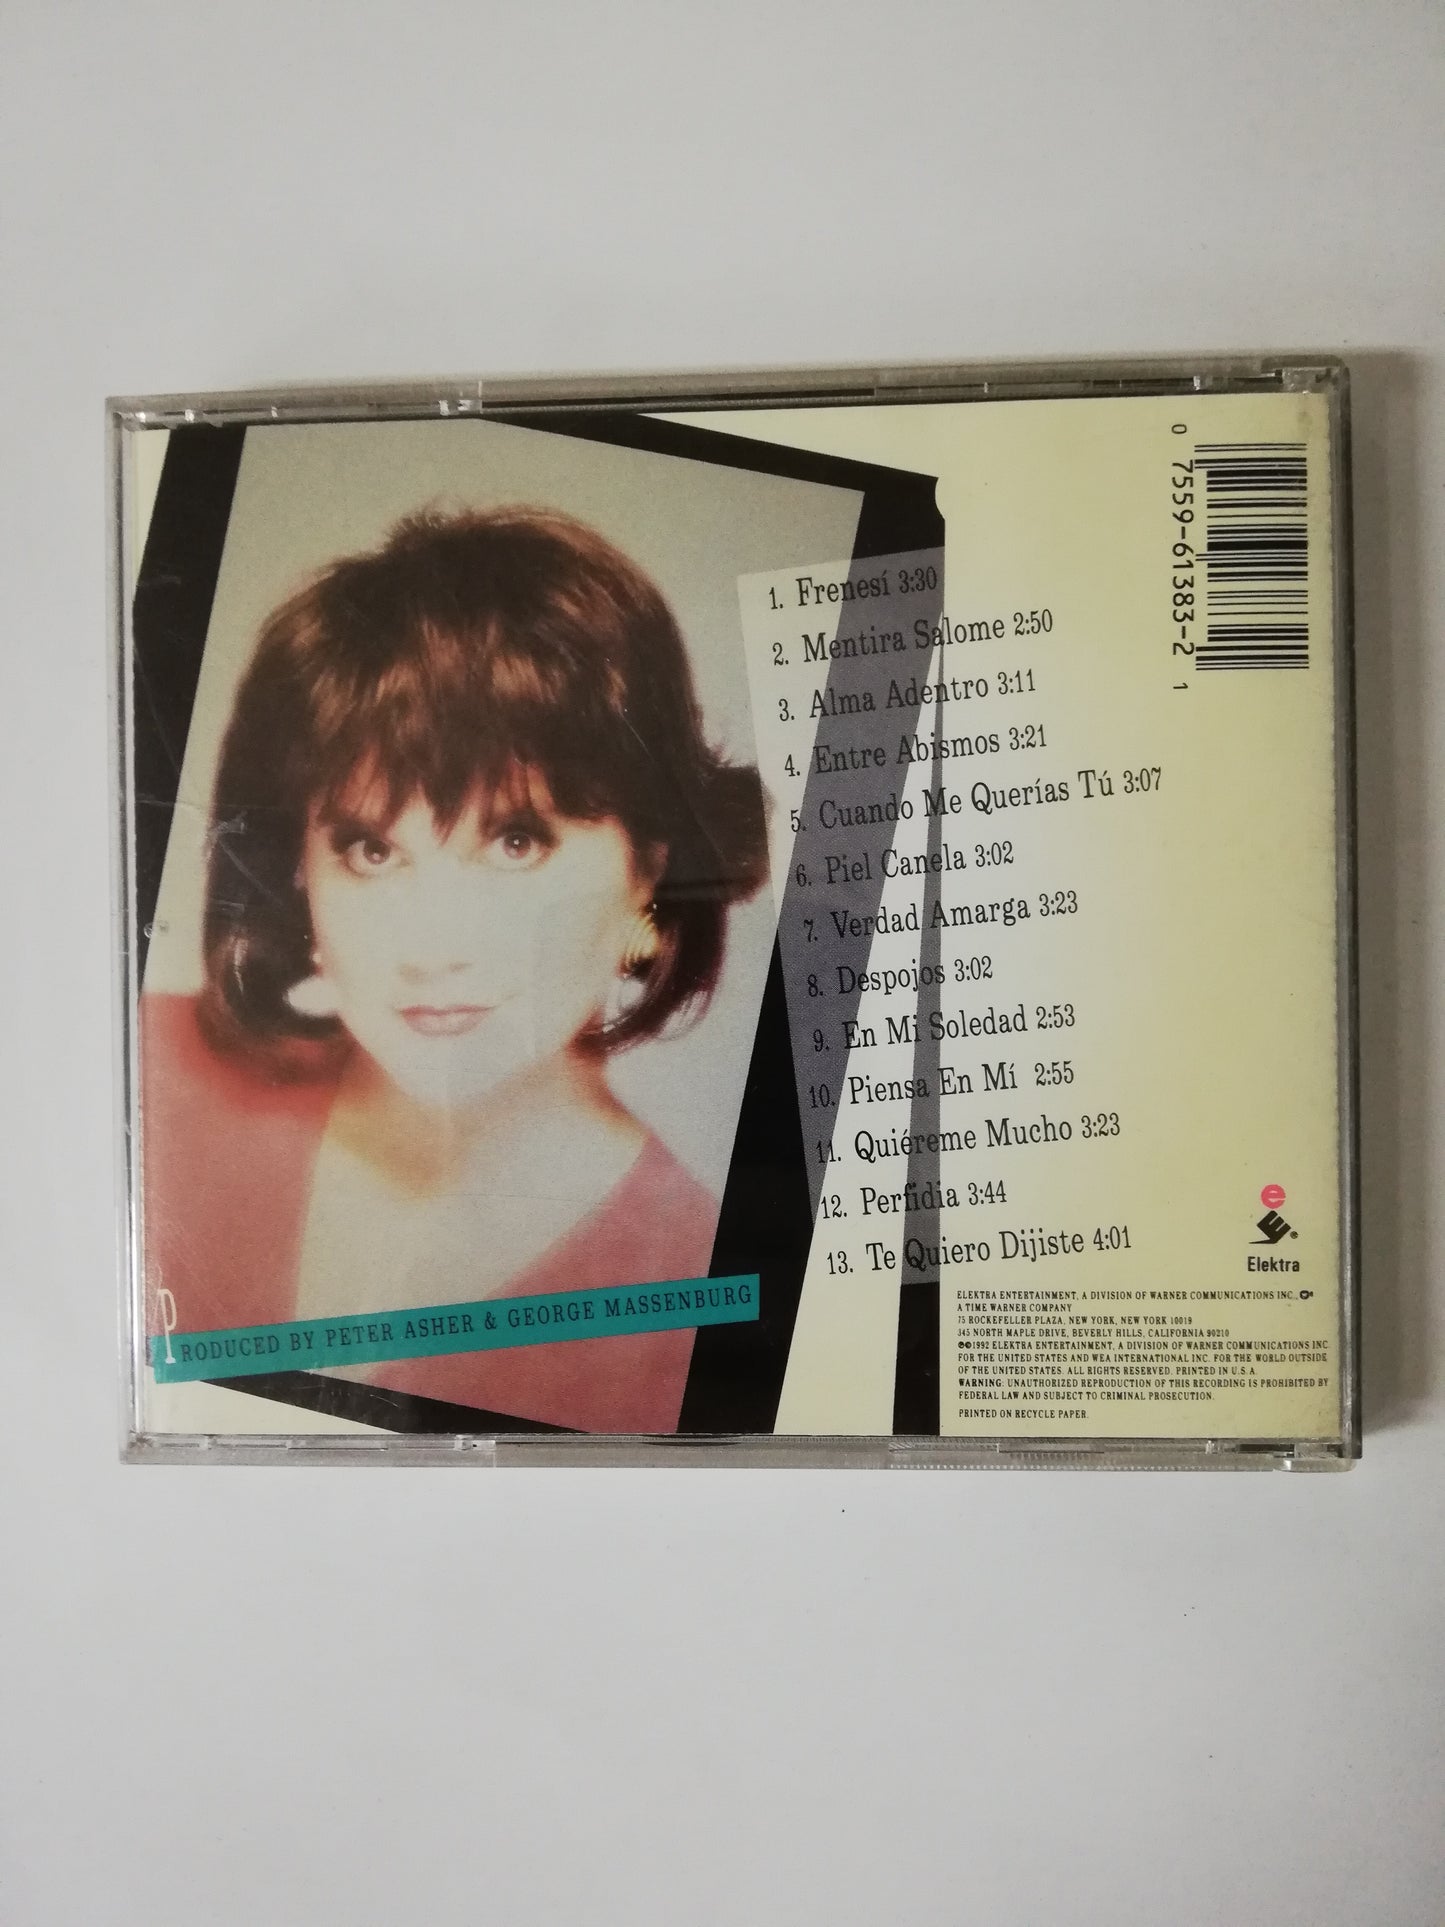 1. Frenesí 3:30
2. Mentira Salome 2:50
3. Alma Adentro 3:11
4. Entre Abismos 3:21
5. Cuando Me Querías Tú 3:07
6. Piel Canela 3:02
7. Verdad Amarga 3:23
8. Despojos 3:02
9. En Mi Soledad 2:53
10. Piensa En Mí 2:55
11. Quiéreme Mucho 3:23
12. Perfidia 3:44
13. Te Quiero Dijiste 4:01
PRODUCED BY PETER ASHER & GEORGE MASSENBURG
0 7559-61383-2 1
e
Elektra
ELEKTRA ENTERTAINMENT, A DIVISION OF WARNER COMMUNICATIONS INC.,
A TIME WARNER COMPANY
75 ROCKEFELLER PLAZA, NEW YORK, NEW YORK 10019
345 NORTH MAPLE DRIVE, BEVERLY HILLS, CALIFORNIA 90210
℗©1992 ELEKTRA ENTERTAINMENT, A DIVISION OF WARNER COMMUNICATIONS INC.
FOR THE UNITED STATES AND WEA INTERNATIONAL INC. FOR THE WORLD OUTSIDE
OF THE UNITED STATES. ALL RIGHTS RESERVED. PRINTED IN U.S.A.
WARNING: UNAUTHORIZED REPRODUCTION OF THIS RECORDING IS PROHIBITED BY
FEDERAL LAW AND SUBJECT TO CRIMINAL PROSECUTION.
PRINTED ON RECYCLE PAPER.